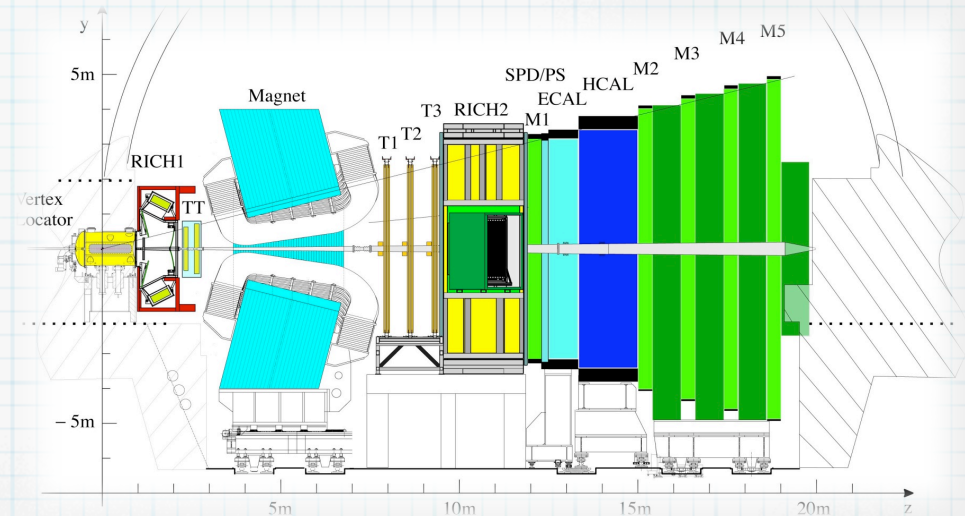 y
5m
Magnet
RICH1
Vertex
Locator
TT
T1
T2
T3
RICH2
M1
SPD/PS
ECAL
HCAL
M2
M3
M4
M5
− 5m
5m
10m
15m
20m
z